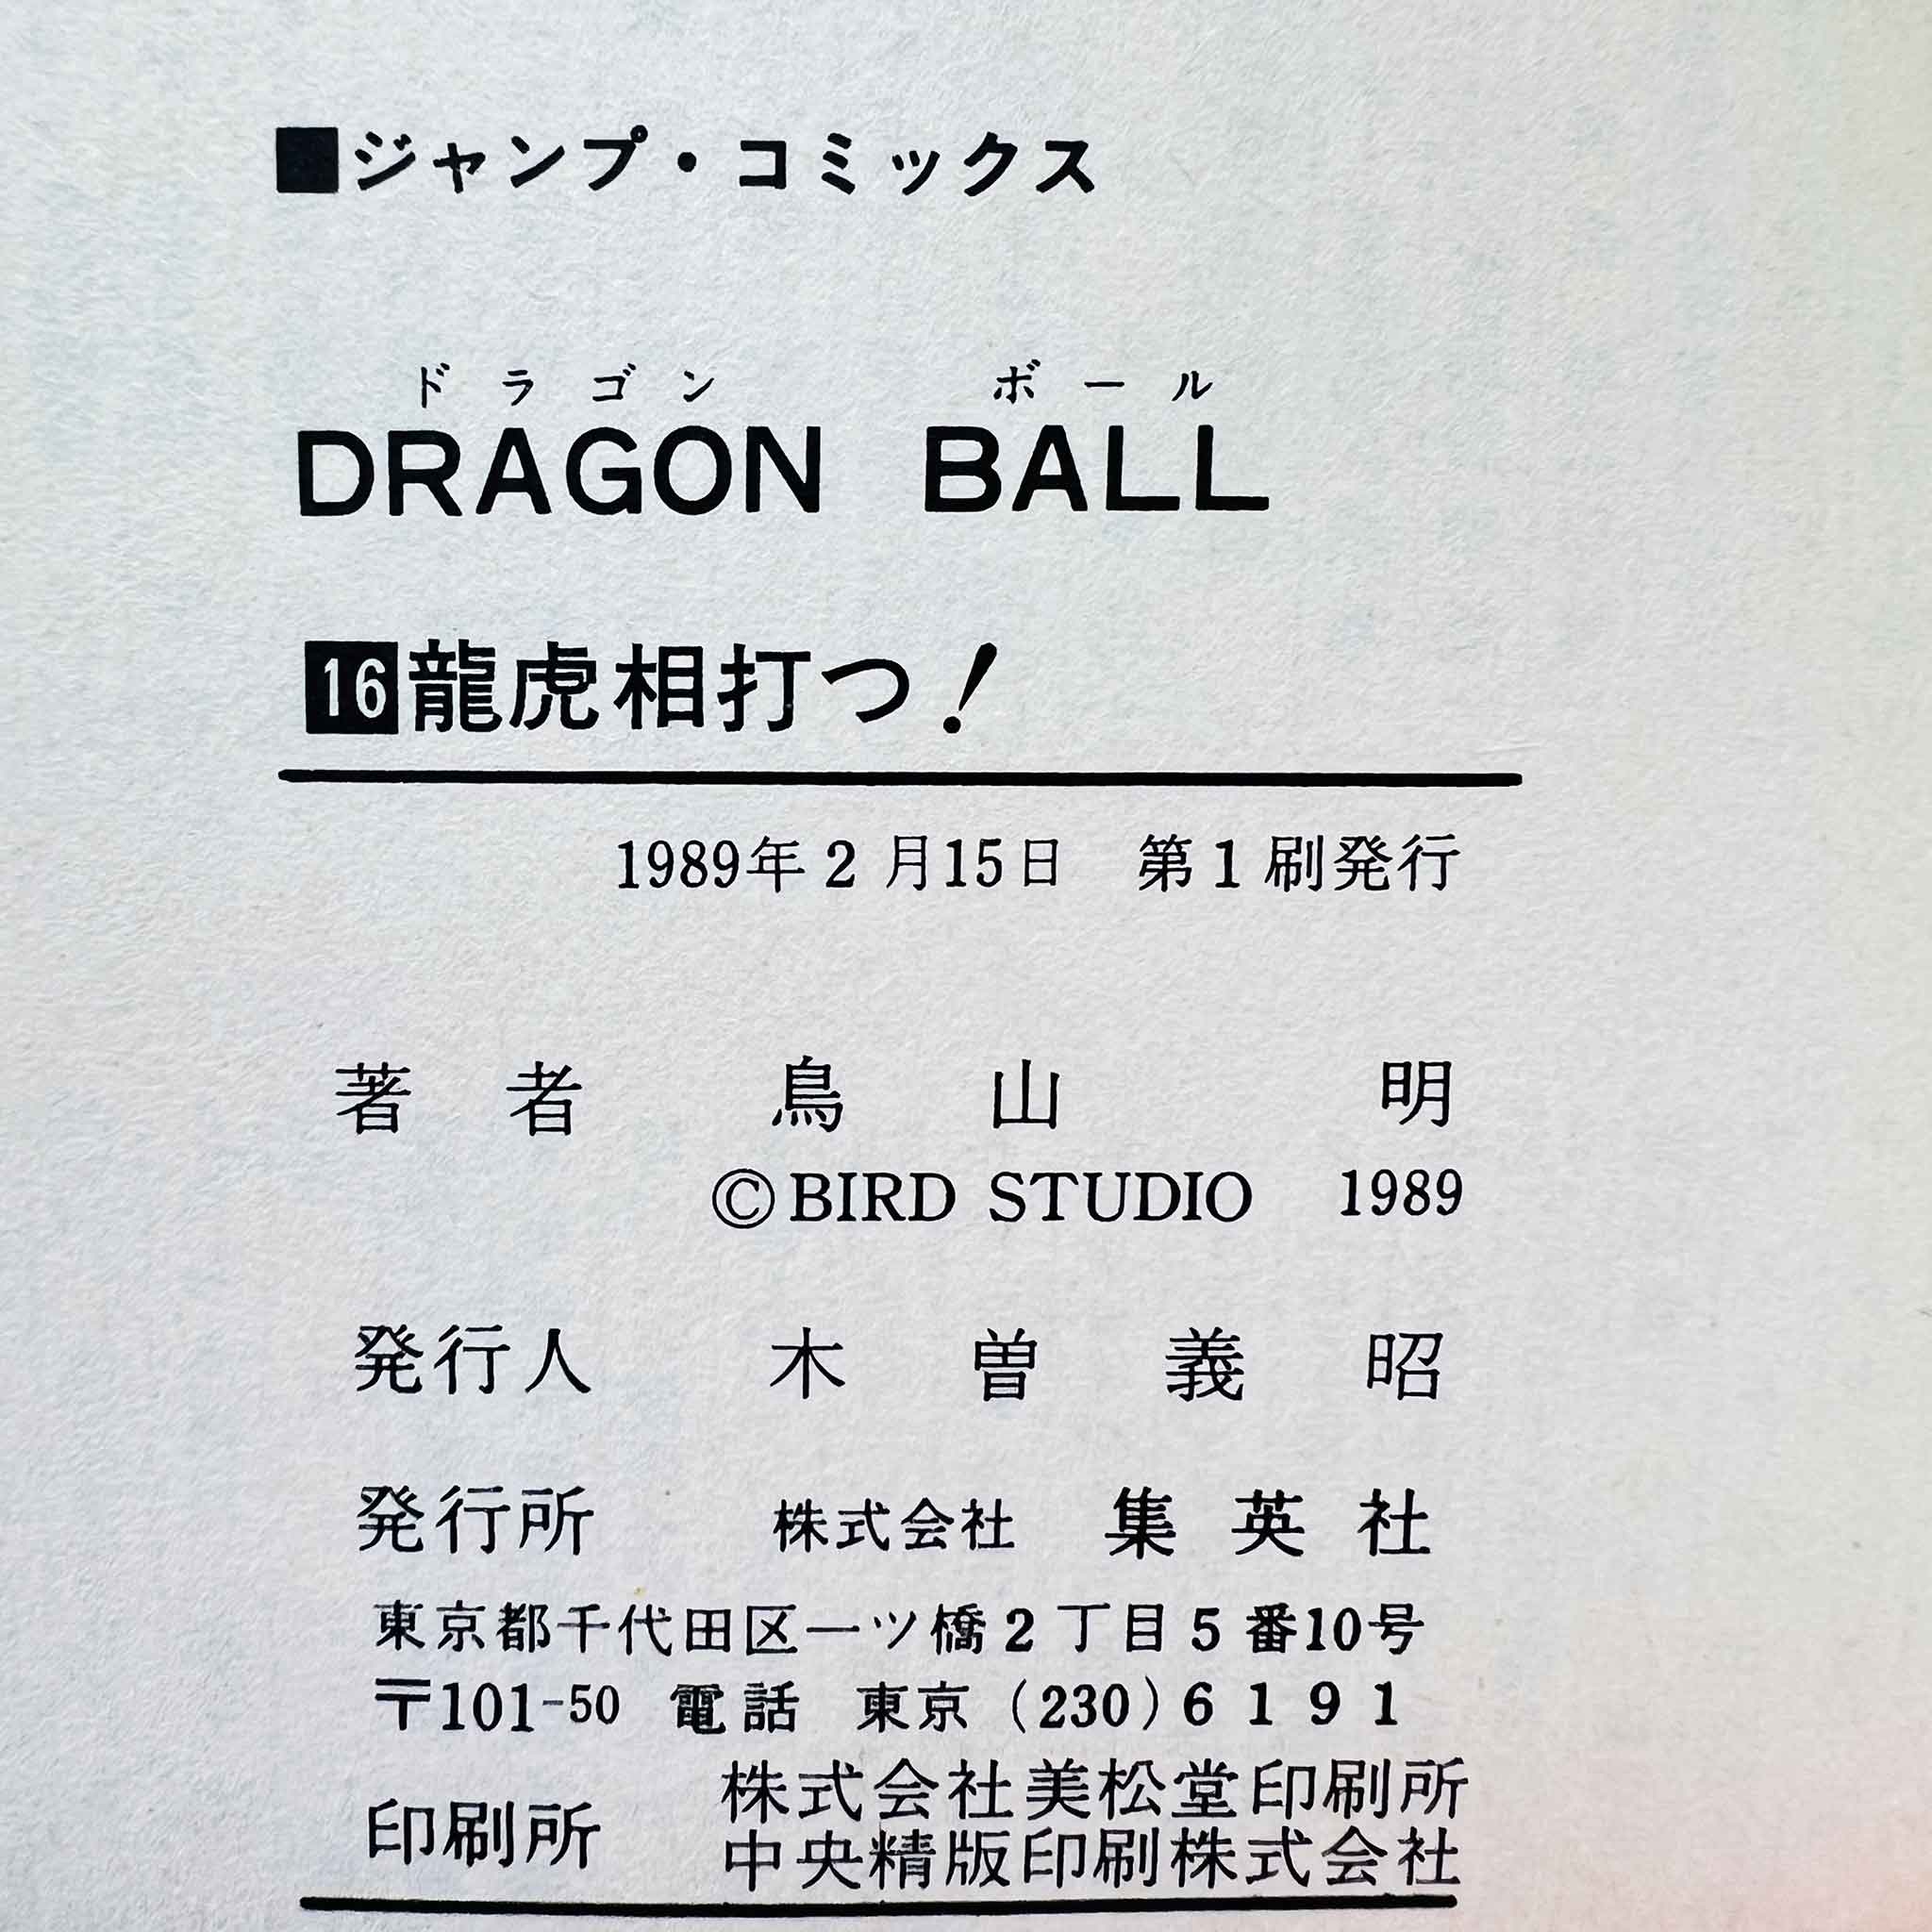 ■ジャンプ・コミックス
ドラゴン ボール
DRAGON BALL
16龍虎相打つ!
1989年2月15日 第1刷発行
著者 鳥山明
©BIRD STUDIO 1989
発行人 木曽義昭
発行所 株式会社 集英社
東京都千代田区一ツ橋2丁目5番10号
〒101-50 電話 東京(230)6191
印刷所 株式会社美松堂印刷所
中央精版印刷株式会社